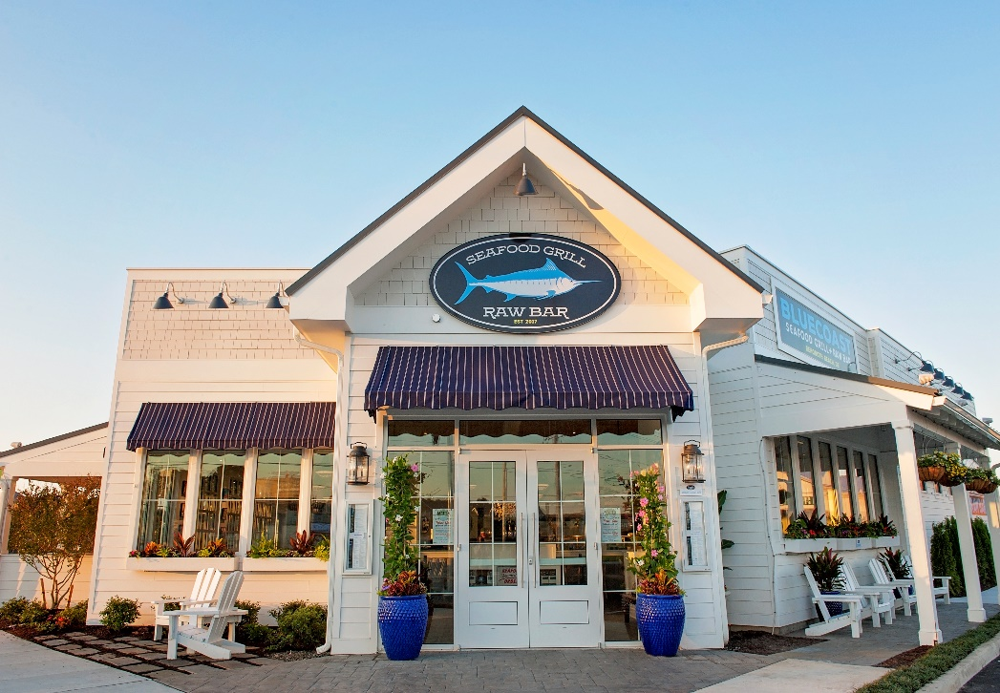 SEAFOOD GRILL
RAW BAR
EST 2007
BLUECOAST
SEAFOOD GRILL + RAW BAR